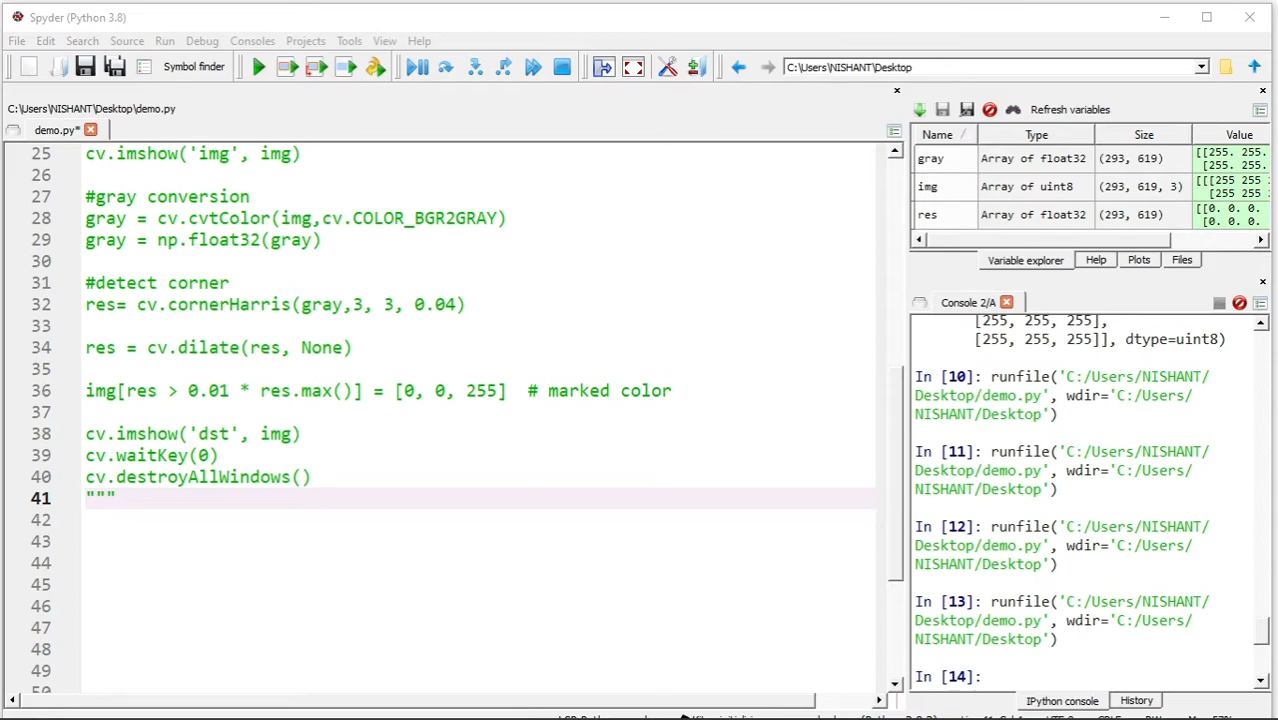 Spyder (Python 3.8)
File Edit Search Source Run Debug Consoles Projects Tools View Help
Symbol finder
C:\Users\NISHANT\Desktop
C:\Users\NISHANT\Desktop\demo.py
demo.py*
25 cv.imshow('img', img)
26
27 #gray conversion
28 gray = cv.cvtColor(img,cv.COLOR_BGR2GRAY)
29 gray = np.float32(gray)
30
31 #detect corner
32 res= cv.cornerHarris(gray,3, 3, 0.04)
33
34 res = cv.dilate(res, None)
35
36 img[res > 0.01 * res.max()] = [0, 0, 255]  # marked color
37
38 cv.imshow('dst', img)
39 cv.waitKey(0)
40 cv.destroyAllWindows()
41 """
42
43
44
45
46
47
48
49
50
Refresh variables
Name Type Size Value
gray Array of float32 (293, 619) [[255. 255.
[255. 255.
img Array of uint8 (293, 619, 3) [[[255 255
[255 255
res Array of float32 (293, 619) [[0. 0. 0.
[0. 0. 0.
Variable explorer Help Plots Files
Console 2/A
[255, 255, 255],
[255, 255, 255]], dtype=uint8)
In [10]: runfile('C:/Users/NISHANT/
Desktop/demo.py', wdir='C:/Users/
NISHANT/Desktop')
In [11]: runfile('C:/Users/NISHANT/
Desktop/demo.py', wdir='C:/Users/
NISHANT/Desktop')
In [12]: runfile('C:/Users/NISHANT/
Desktop/demo.py', wdir='C:/Users/
NISHANT/Desktop')
In [13]: runfile('C:/Users/NISHANT/
Desktop/demo.py', wdir='C:/Users/
NISHANT/Desktop')
In [14]:
IPython console History